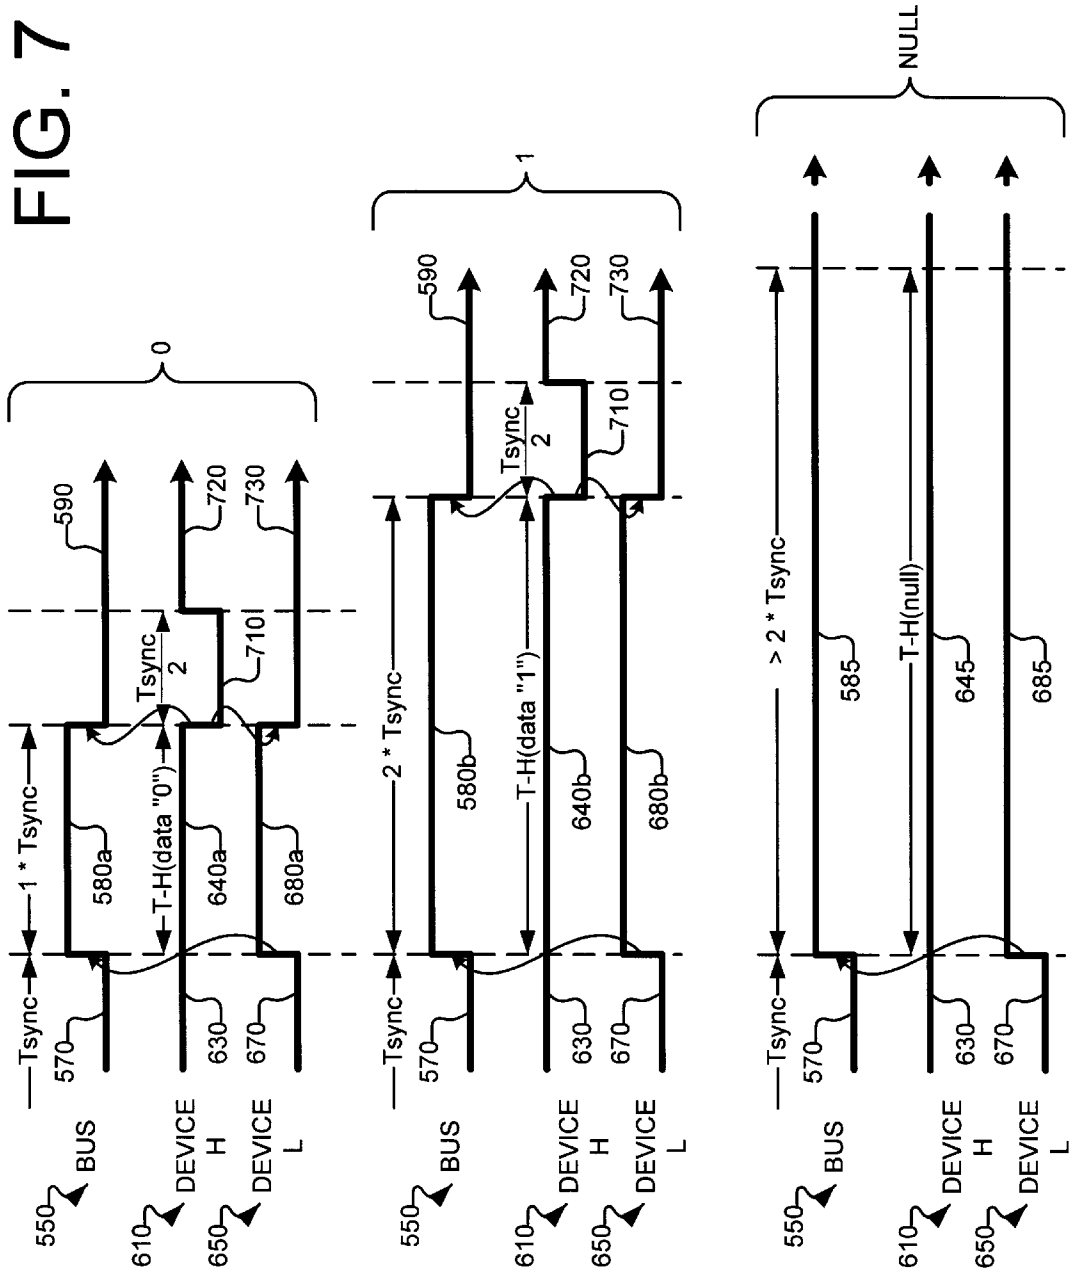 FIG. 7
Tsync
1 * Tsync
550
BUS
570
580a
590
T-H(data "0")
Tsync
2
610
DEVICE
H
630
640a
710
720
650
DEVICE
L
670
680a
730
0
Tsync
2 * Tsync
550
BUS
570
580b
590
T-H(data "1")
Tsync
2
610
DEVICE
H
630
640b
710
720
650
DEVICE
L
670
680b
730
1
Tsync
> 2 * Tsync
550
BUS
570
585
T-H(null)
610
DEVICE
H
630
645
650
DEVICE
L
670
685
NULL